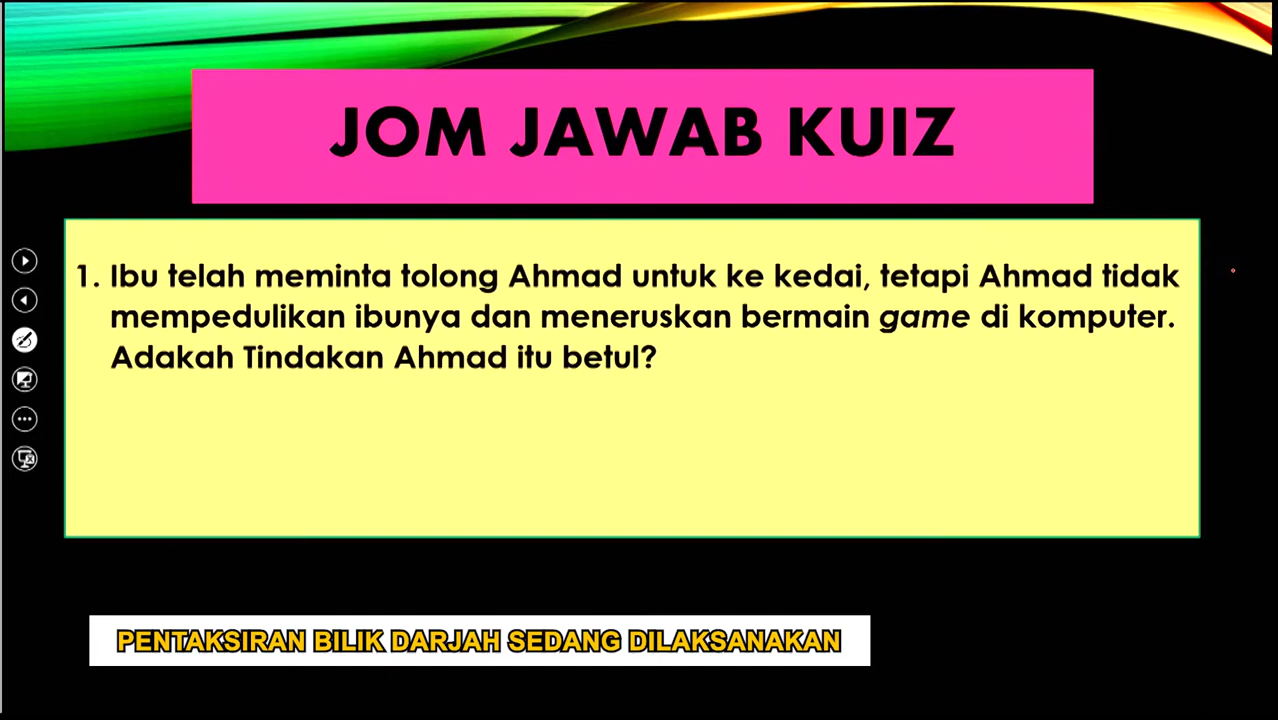 JOM JAWAB KUIZ
1. Ibu telah meminta tolong Ahmad untuk ke kedai, tetapi Ahmad tidak
mempedulikan ibunya dan meneruskan bermain game di komputer.
Adakah Tindakan Ahmad itu betul?
PENTAKSIRAN BILIK DARJAH SEDANG DILAKSANAKAN